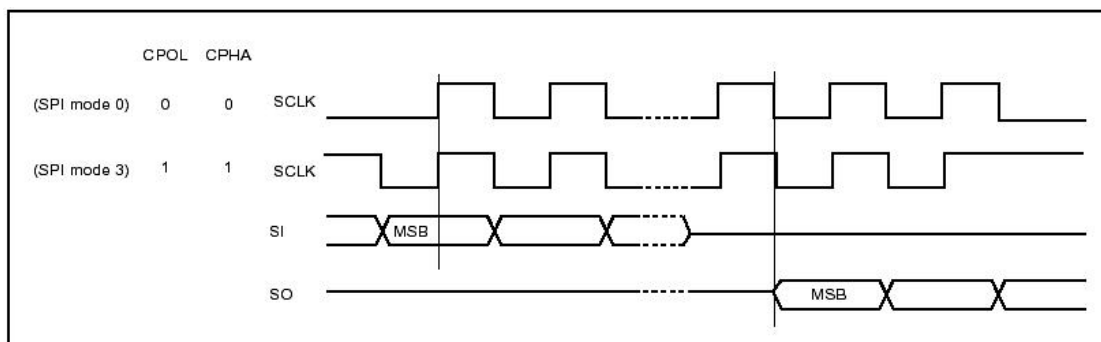 CPOL CPHA
(SPI mode 0) 0 0 SCLK
(SPI mode 3) 1 1 SCLK
SI MSB
SO MSB